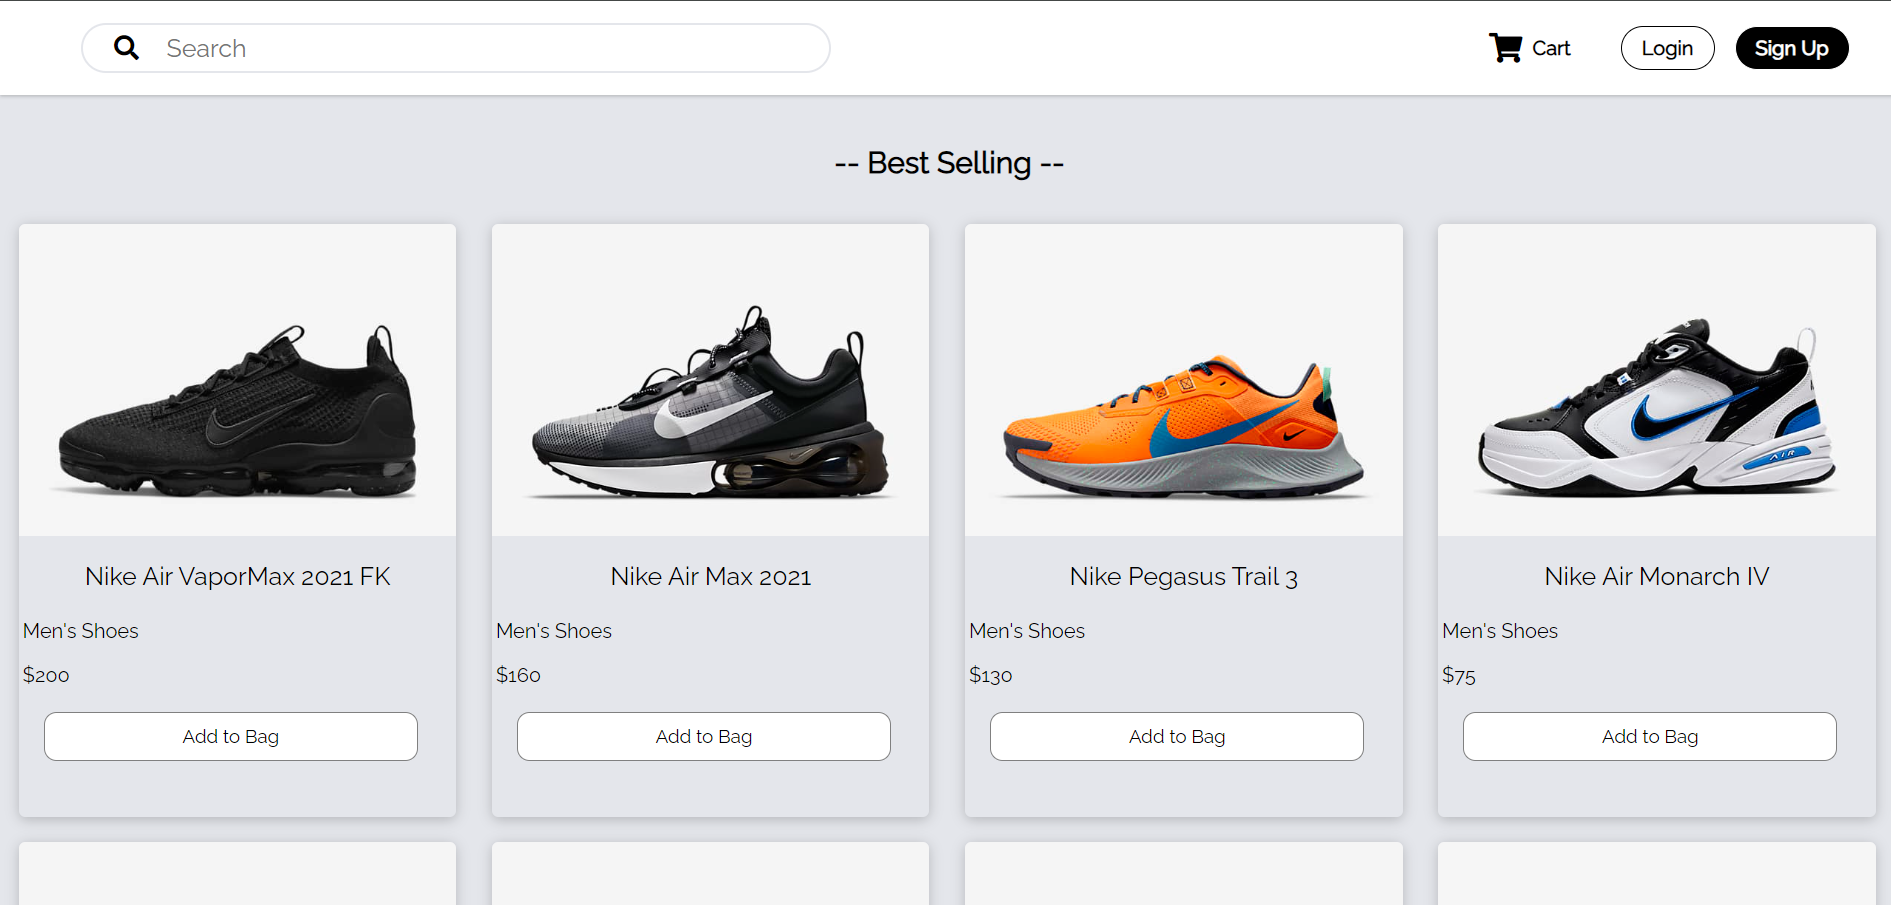 Search
Cart
Login
Sign Up
-- Best Selling --
Nike Air VaporMax 2021 FK
Men's Shoes
$200
Add to Bag
Nike Air Max 2021
Men's Shoes
$160
Add to Bag
Nike Pegasus Trail 3
Men's Shoes
$130
Add to Bag
AIR
Nike Air Monarch IV
Men's Shoes
$75
Add to Bag